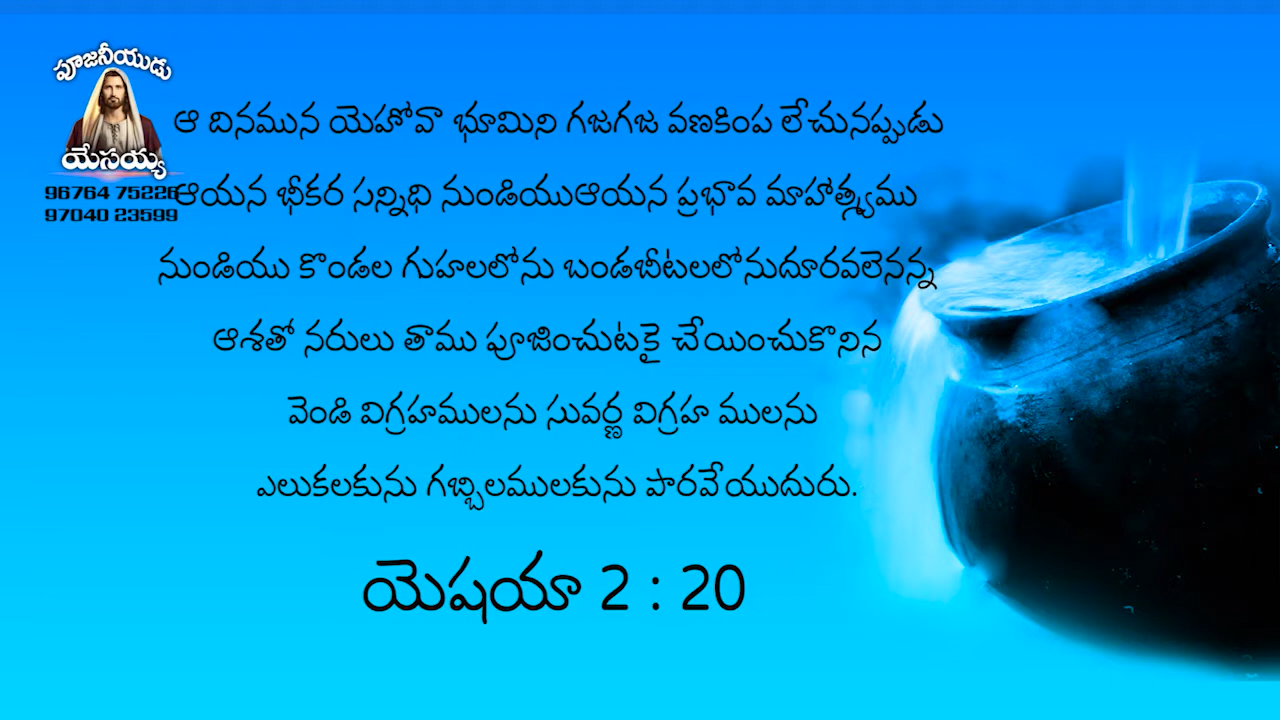 పూజనీయుడు
యేసయ్య
96764 75226
97040 23599
ఆ దినమున యెహోవా భూమిని గజగజ వణకింప లేచునప్పుడు
ఆయన భీకర సన్నిధి నుండియుఆయన ప్రభావ మాహాత్మ్యము
నుండియు కొండల గుహలలోను బండబీటలలోనుదూరవలెనన్న
ఆశతో నరులు తాము పూజించుటకై చేయించుకొనిన
వెండి విగ్రహములను సువర్ణ విగ్రహ ములను
ఎలుకలకును గబ్బిలములకును పారవేయుదురు.
యెషయా 2 : 20